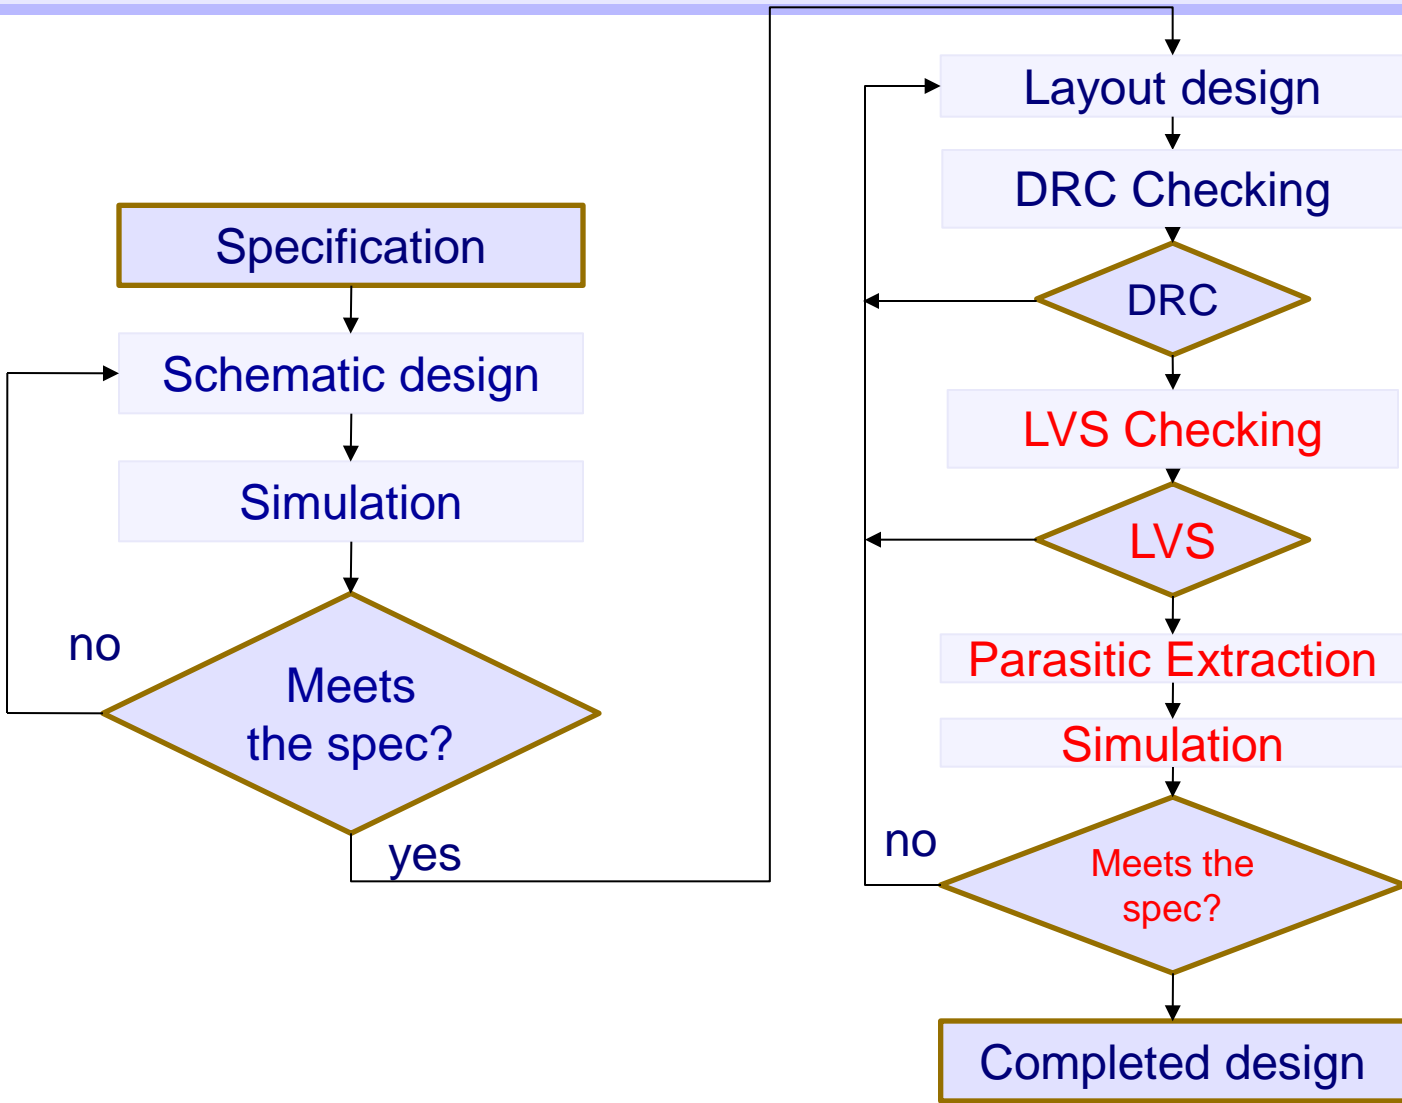 Specification
Schematic design
Simulation
no
Meets
the spec?
yes
Layout design
DRC Checking
DRC
LVS Checking
LVS
Parasitic Extraction
Simulation
no
Meets the
spec?
Completed design